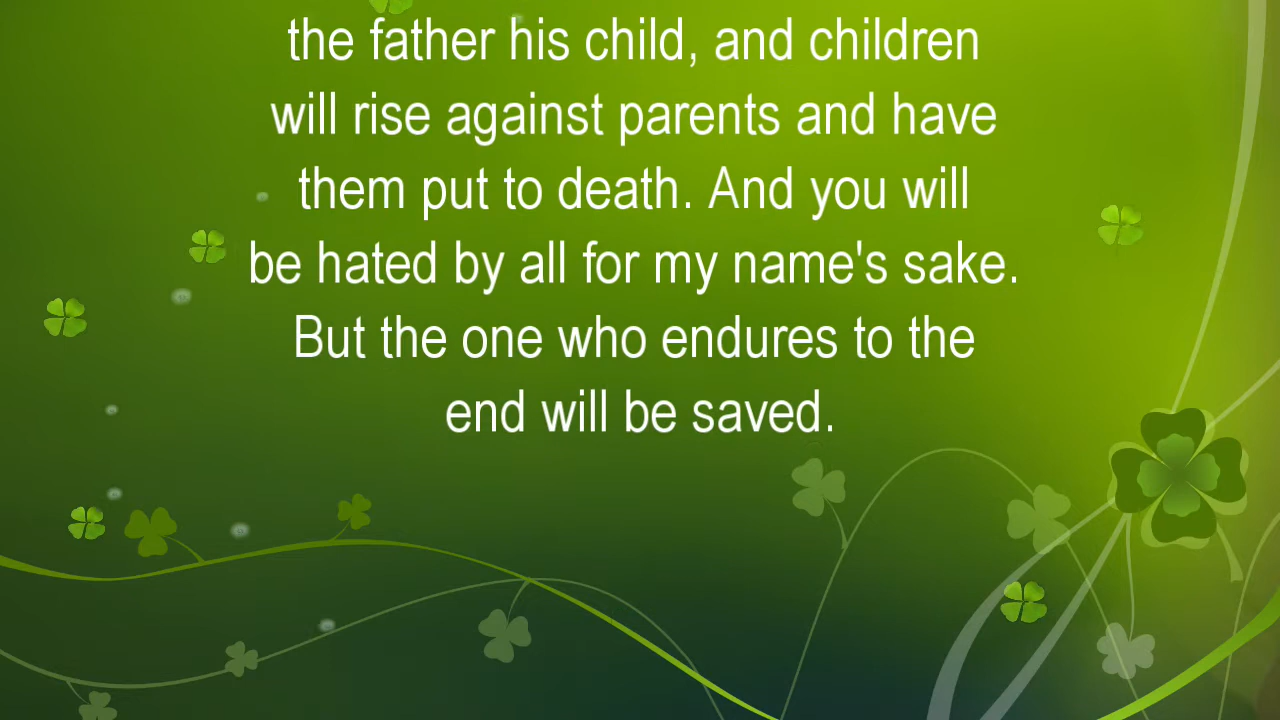 the father his child, and children
will rise against parents and have
them put to death. And you will
be hated by all for my name's sake.
But the one who endures to the
end will be saved.